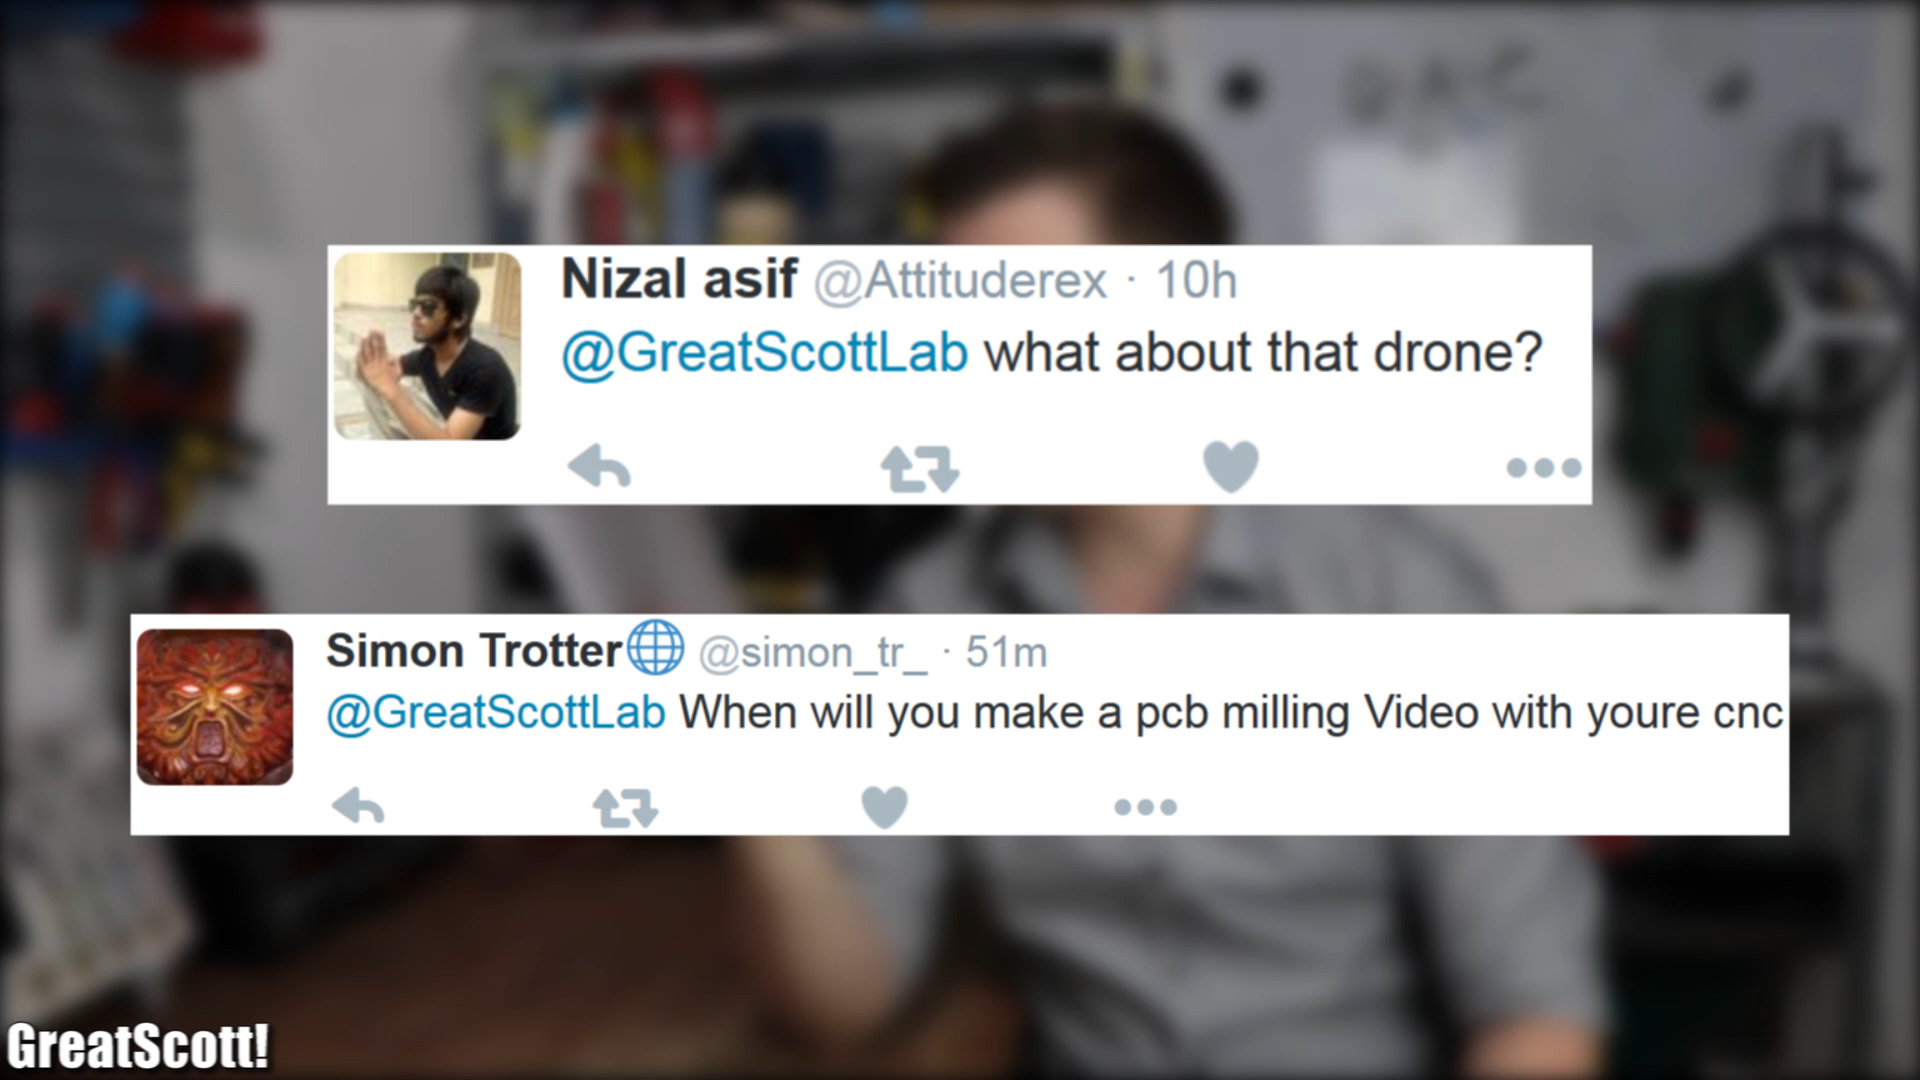 DAC
Nizal asif @Attituderex · 10h
@GreatScottLab what about that drone?
Simon Trotter @simon_tr_ · 51m
@GreatScottLab When will you make a pcb milling Video with youre cnc
GreatScott!